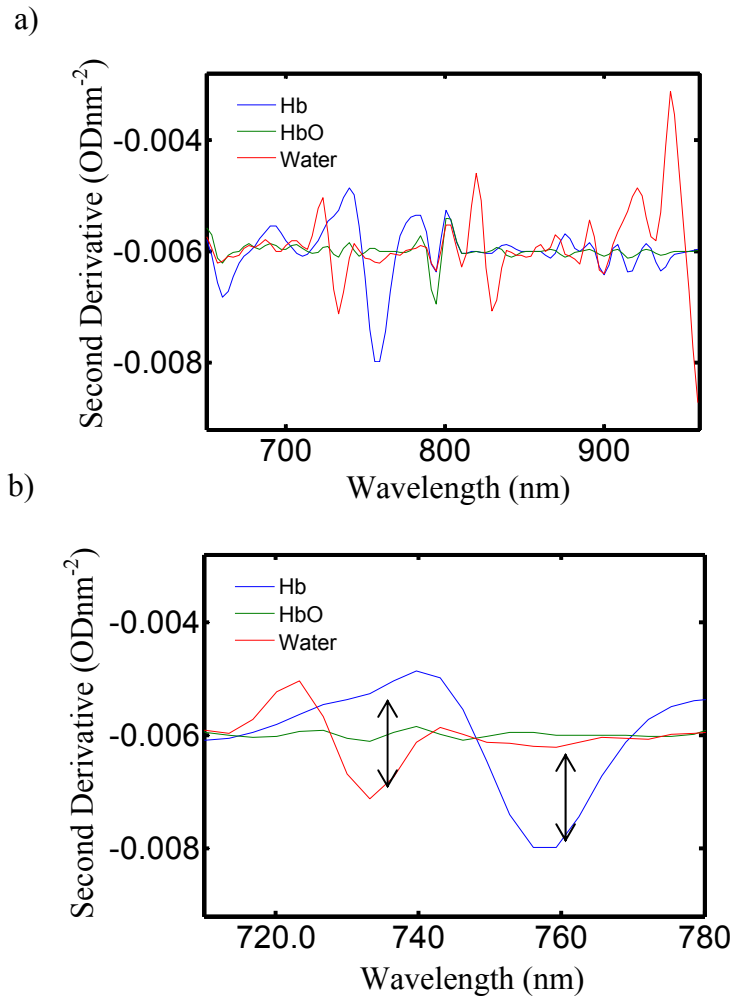 a)
Second Derivative (ODnm-2)
-0.004
-0.006
-0.008
Hb
HbO
Water
700
800
900
Wavelength (nm)
b)
Second Derivative (ODnm-2)
-0.004
-0.006
-0.008
Hb
HbO
Water
720.0
740
760
780
Wavelength (nm)